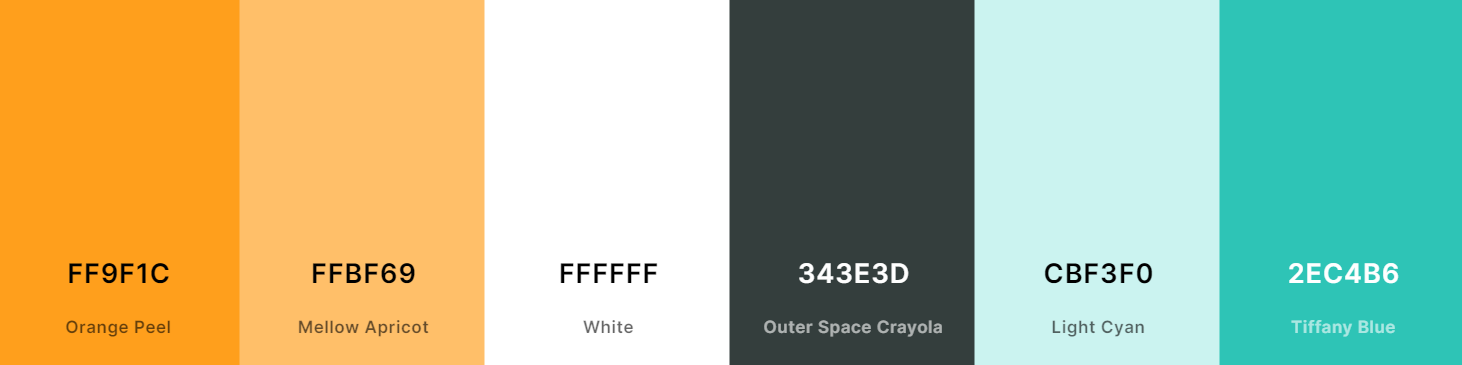 FF9F1C
Orange Peel
FFBF69
Mellow Apricot
FFFFFF
White
343E3D
Outer Space Crayola
CBF3F0
Light Cyan
2EC4B6
Tiffany Blue